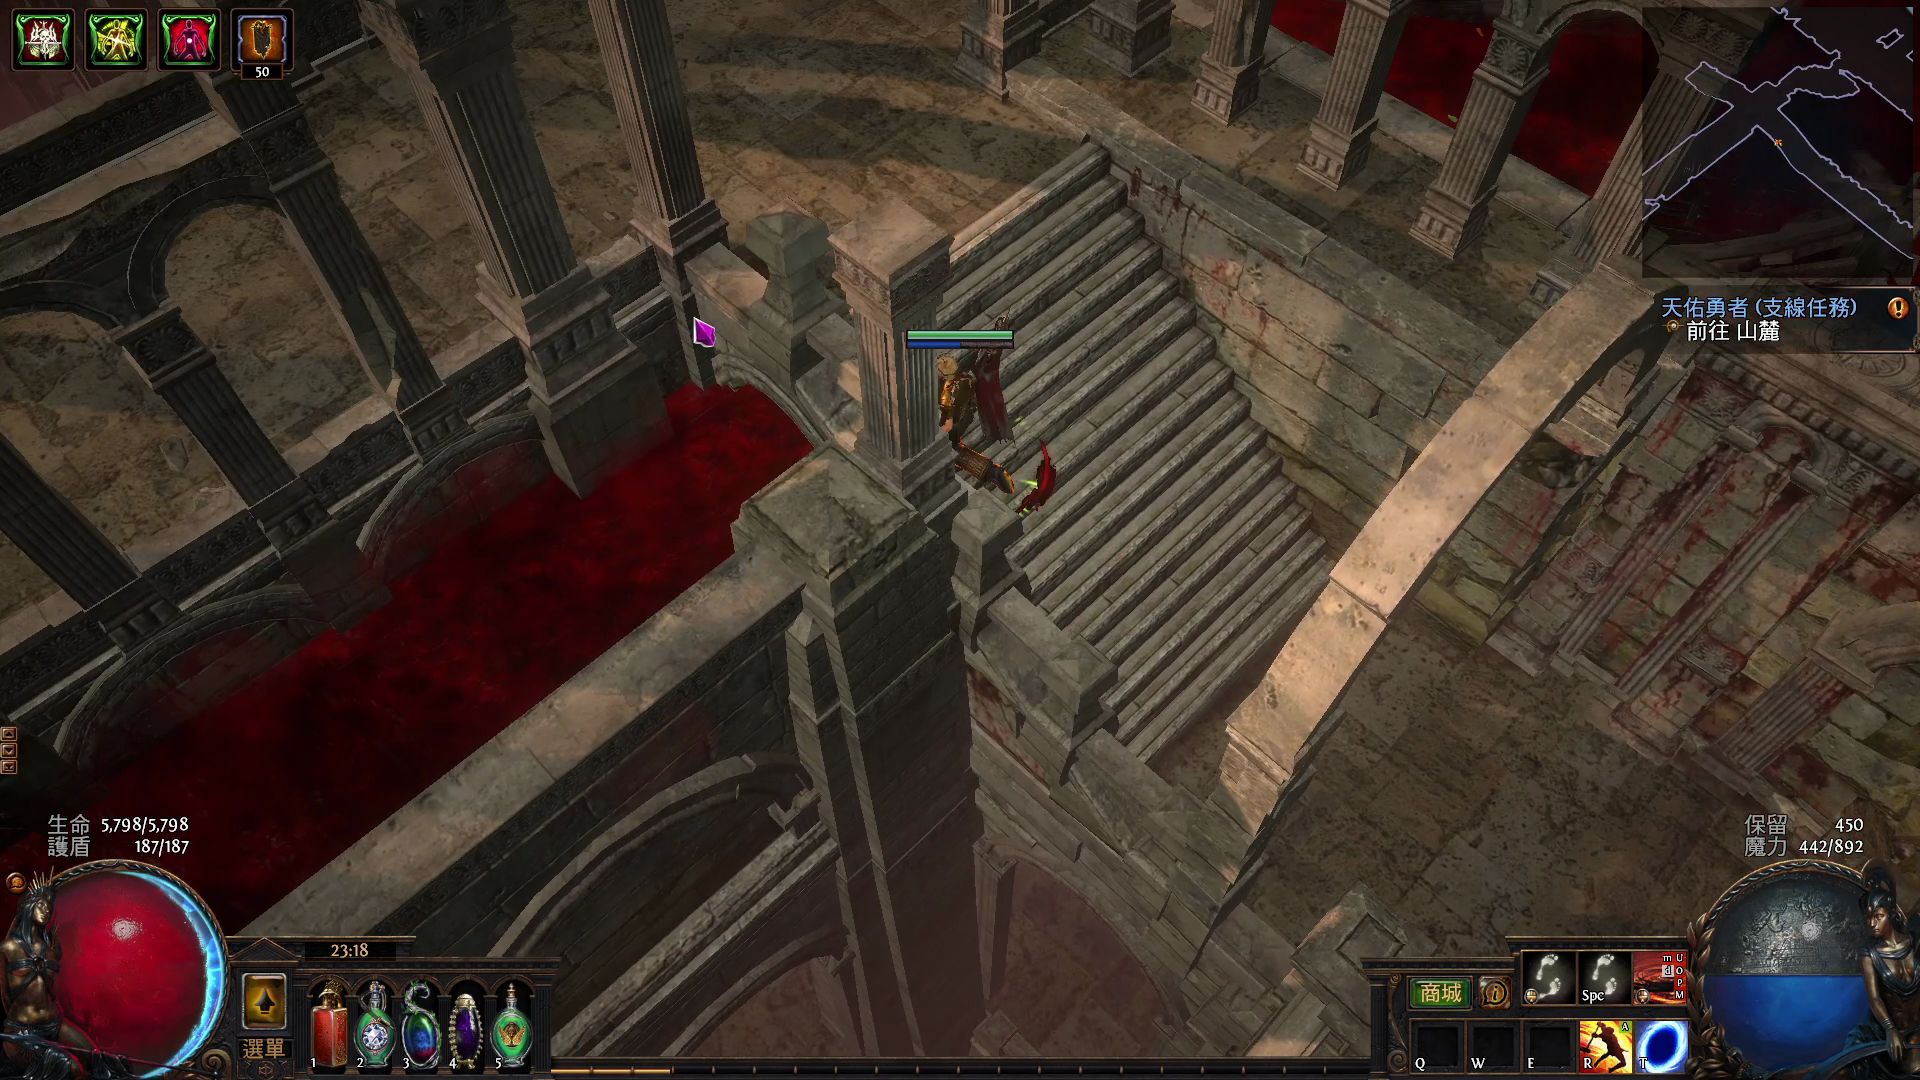 50
天佑勇者 (支線任務)
前往 山麓
生命 5,798/5,798
護盾 187/187
保留 450
魔力 442/892
23:18
選單
1
2
3
4
5
商城
Spc
m U
d O
P
M
Q
W
E
R
A
T